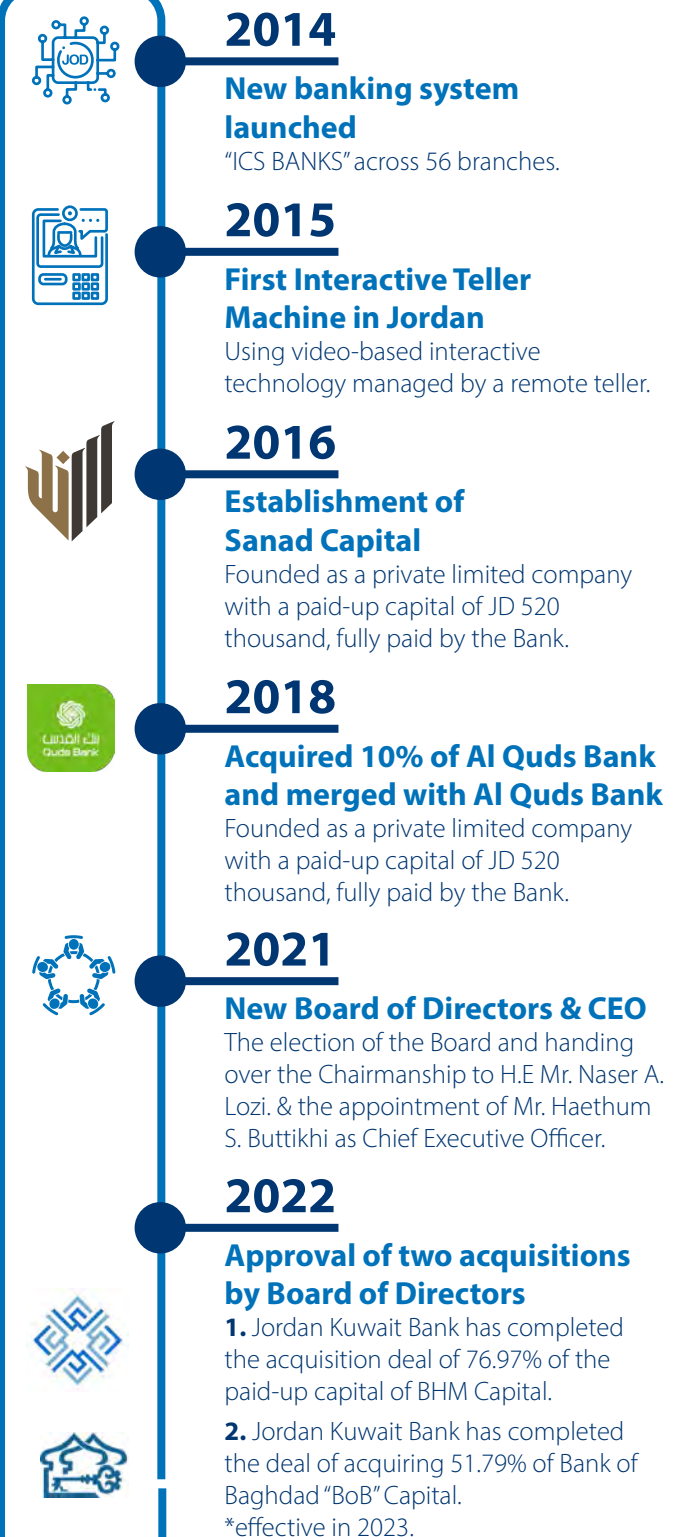 JOD
2014
New banking system
launched
“ICS BANKS” across 56 branches.
2015
First Interactive Teller
Machine in Jordan
Using video-based interactive
technology managed by a remote teller.
2016
Establishment of
Sanad Capital
Founded as a private limited company
with a paid-up capital of JD 520
thousand, fully paid by the Bank.
بنك القدس
Quds Bank
2018
Acquired 10% of Al Quds Bank
and merged with Al Quds Bank
Founded as a private limited company
with a paid-up capital of JD 520
thousand, fully paid by the Bank.
2021
New Board of Directors & CEO
The election of the Board and handing
over the Chairmanship to H.E Mr. Naser A.
Lozi. & the appointment of Mr. Haethum
S. Buttikhi as Chief Executive Officer.
2022
Approval of two acquisitions
by Board of Directors
1. Jordan Kuwait Bank has completed
the acquisition deal of 76.97% of the
paid-up capital of BHM Capital.
2. Jordan Kuwait Bank has completed
the deal of acquiring 51.79% of Bank of
Baghdad “BoB” Capital.
*effective in 2023.